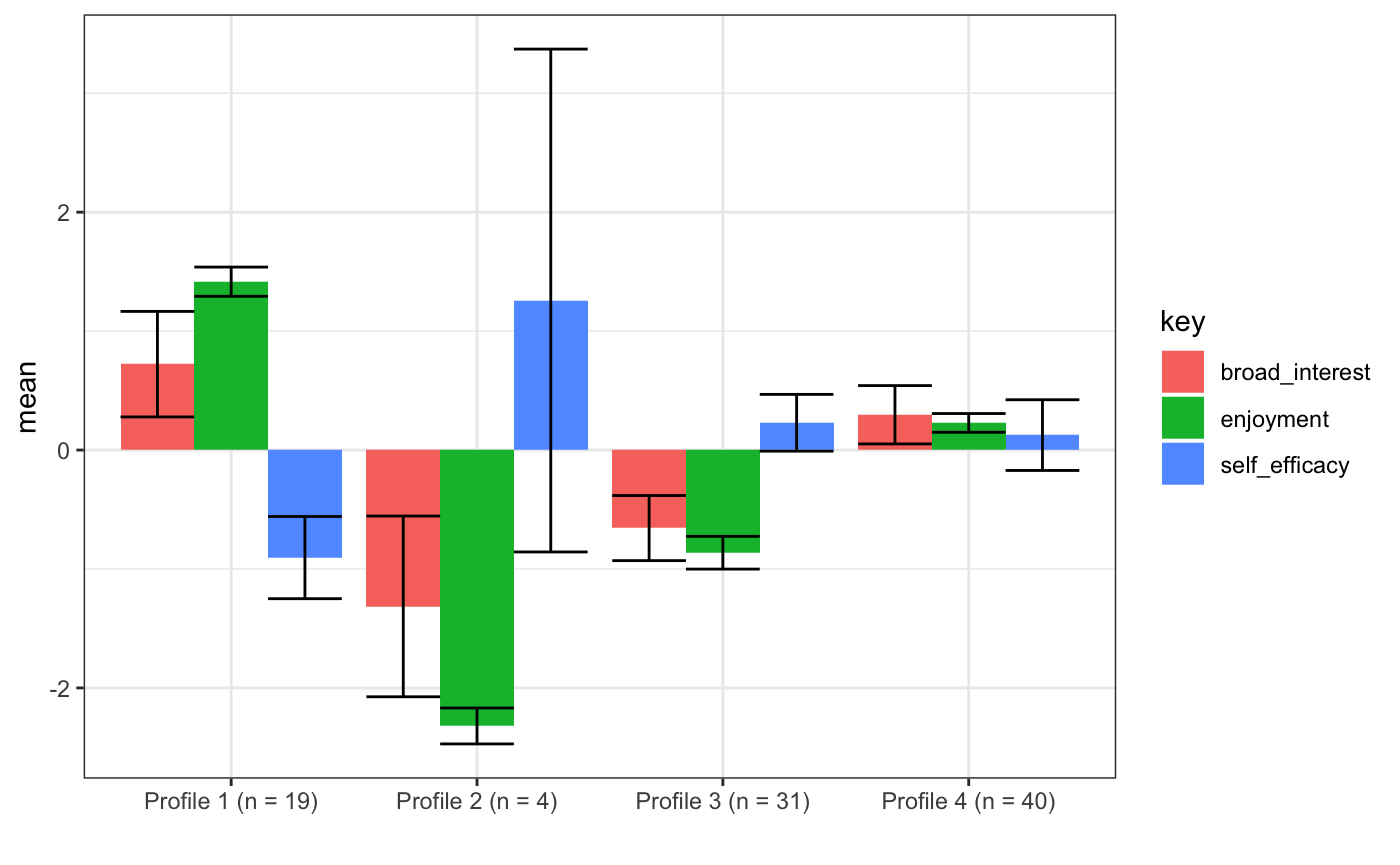 mean
2
0
-2
Profile 1 (n = 19)
Profile 2 (n = 4)
Profile 3 (n = 31)
Profile 4 (n = 40)
key
broad_interest
enjoyment
self_efficacy